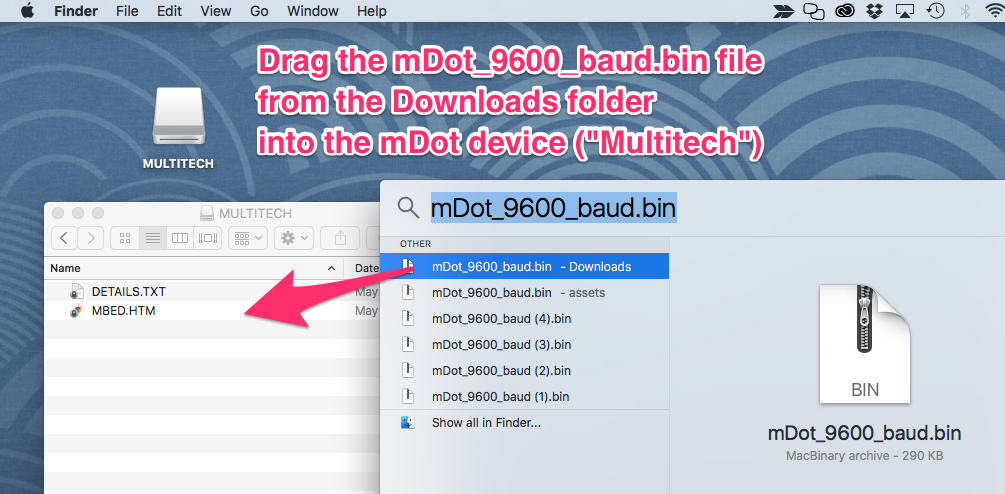 Finder File Edit View Go Window Help
Drag the mDot_9600_baud.bin file
from the Downloads folder
into the mDot device ("Multitech")
MULTITECH
MULTITECH
Name
Date
DETAILS.TXT
May
MBED.HTM
May
mDot_9600_baud.bin
OTHER
mDot_9600_baud.bin - Downloads
mDot_9600_baud.bin - assets
mDot_9600_baud (4).bin
mDot_9600_baud (3).bin
mDot_9600_baud (2).bin
mDot_9600_baud (1).bin
Show all in Finder...
BIN
mDot_9600_baud.bin
MacBinary archive - 290 KB